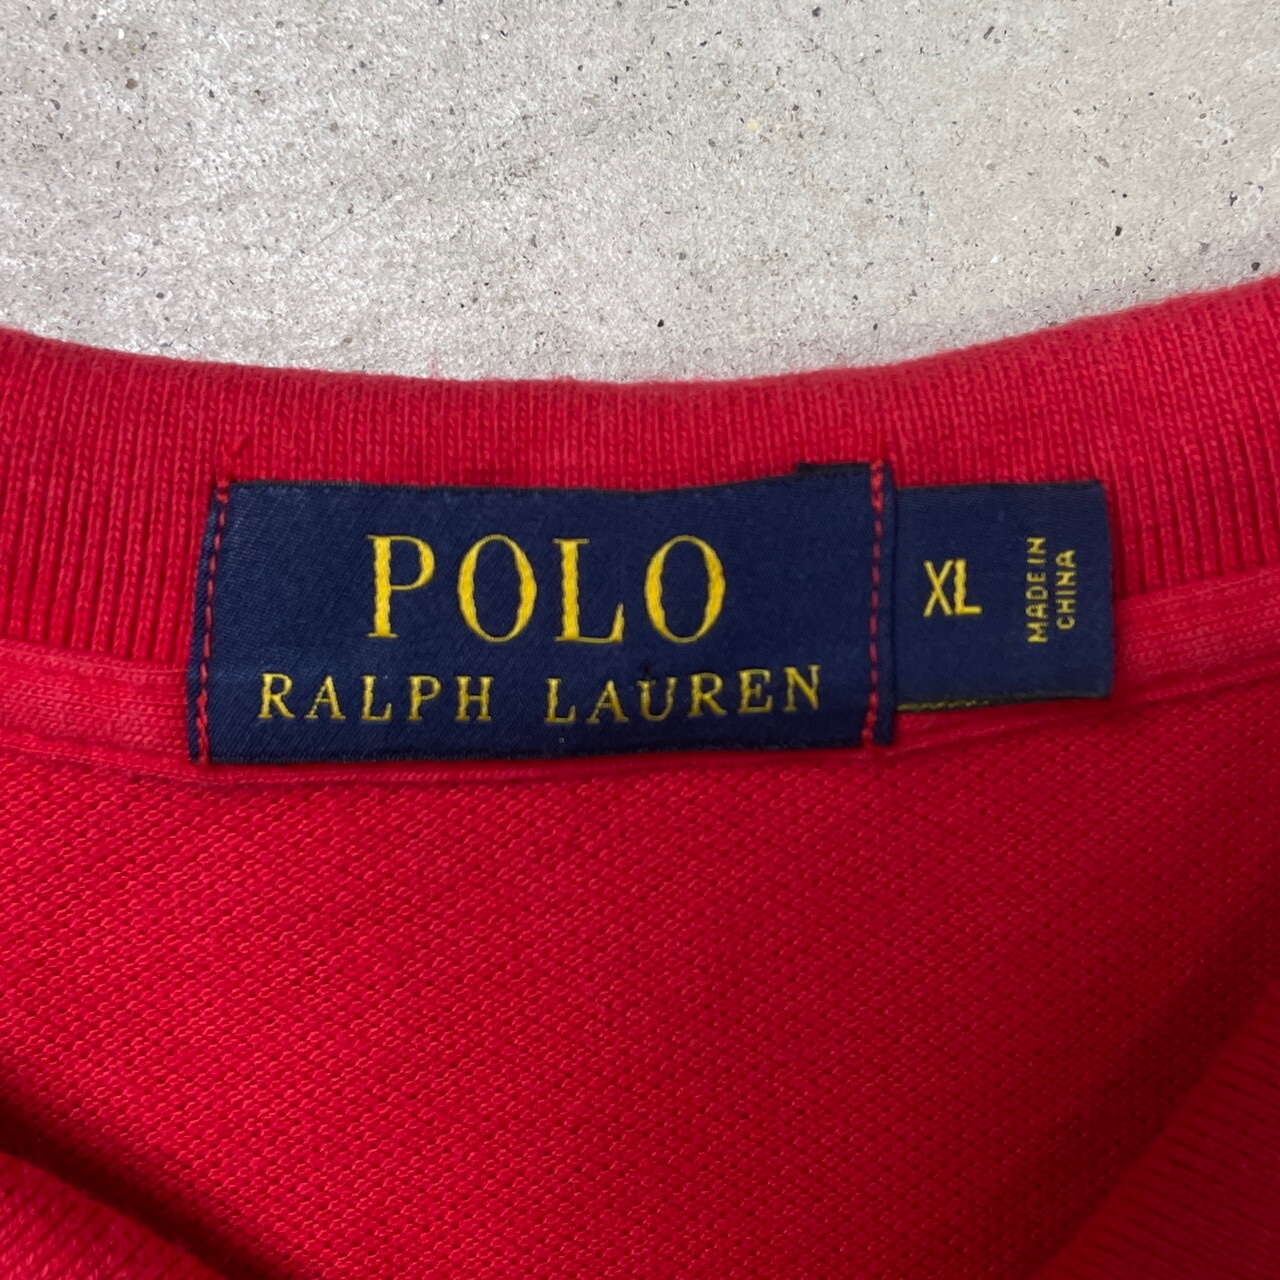 POLO
RALPH LAUREN
XL
MADE IN
CHINA